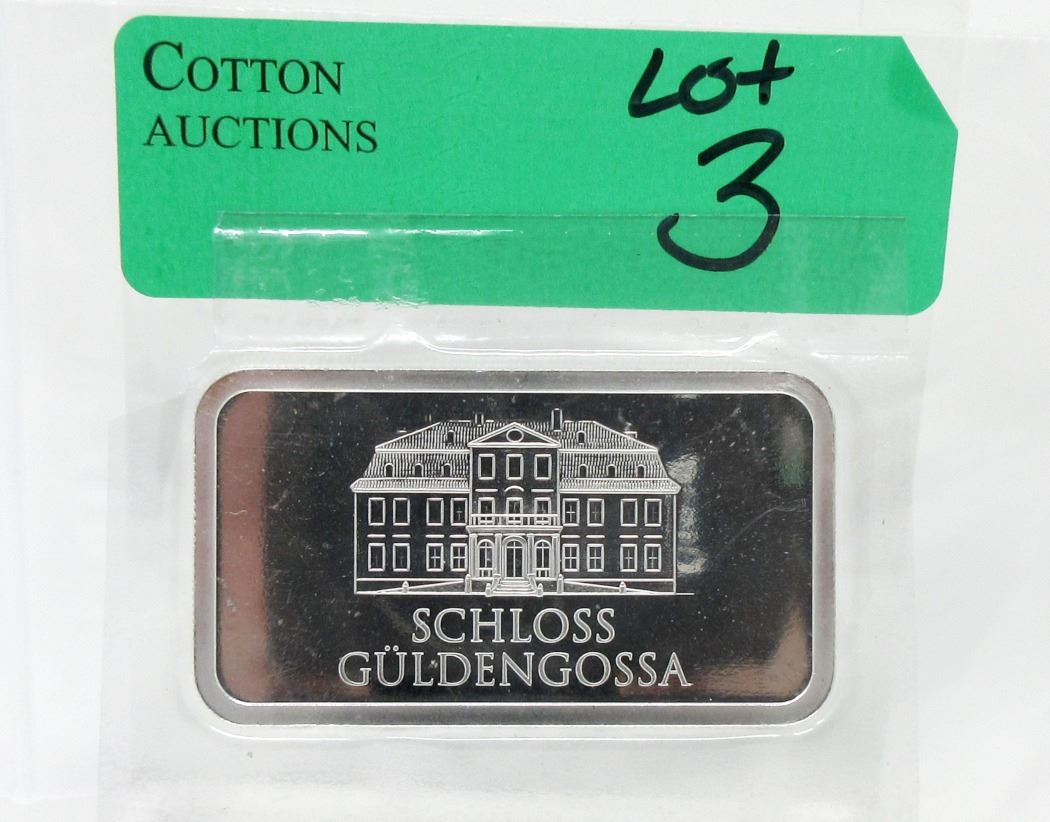 COTTON
AUCTIONS
Lot
3
SCHLOSS
GÜLDENGOSSA